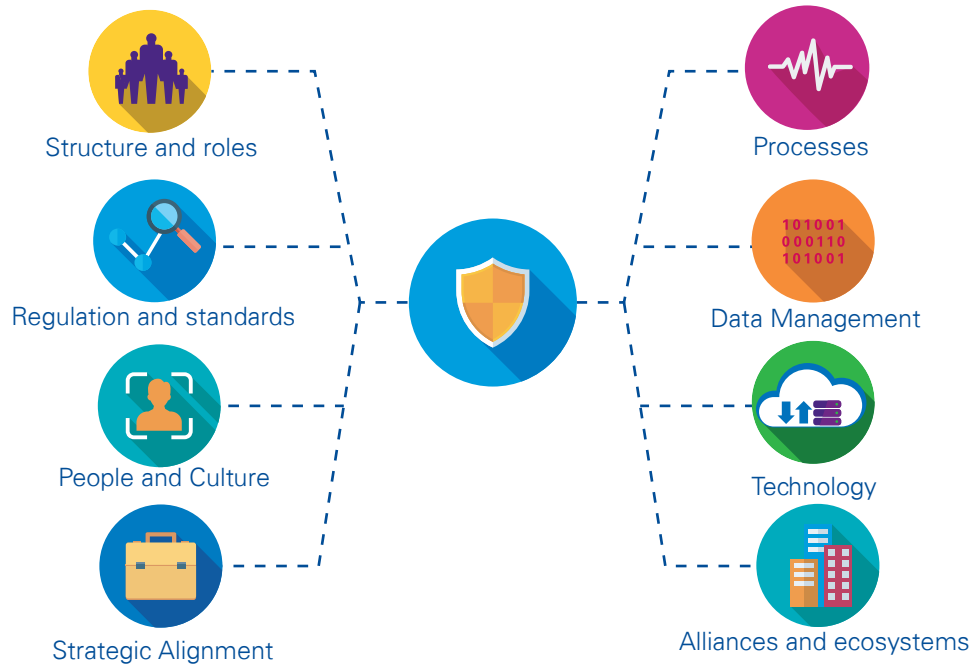 Structure and roles
Regulation and standards
People and Culture
Strategic Alignment
Processes
101001
000110
101001
Data Management
Technology
Alliances and ecosystems